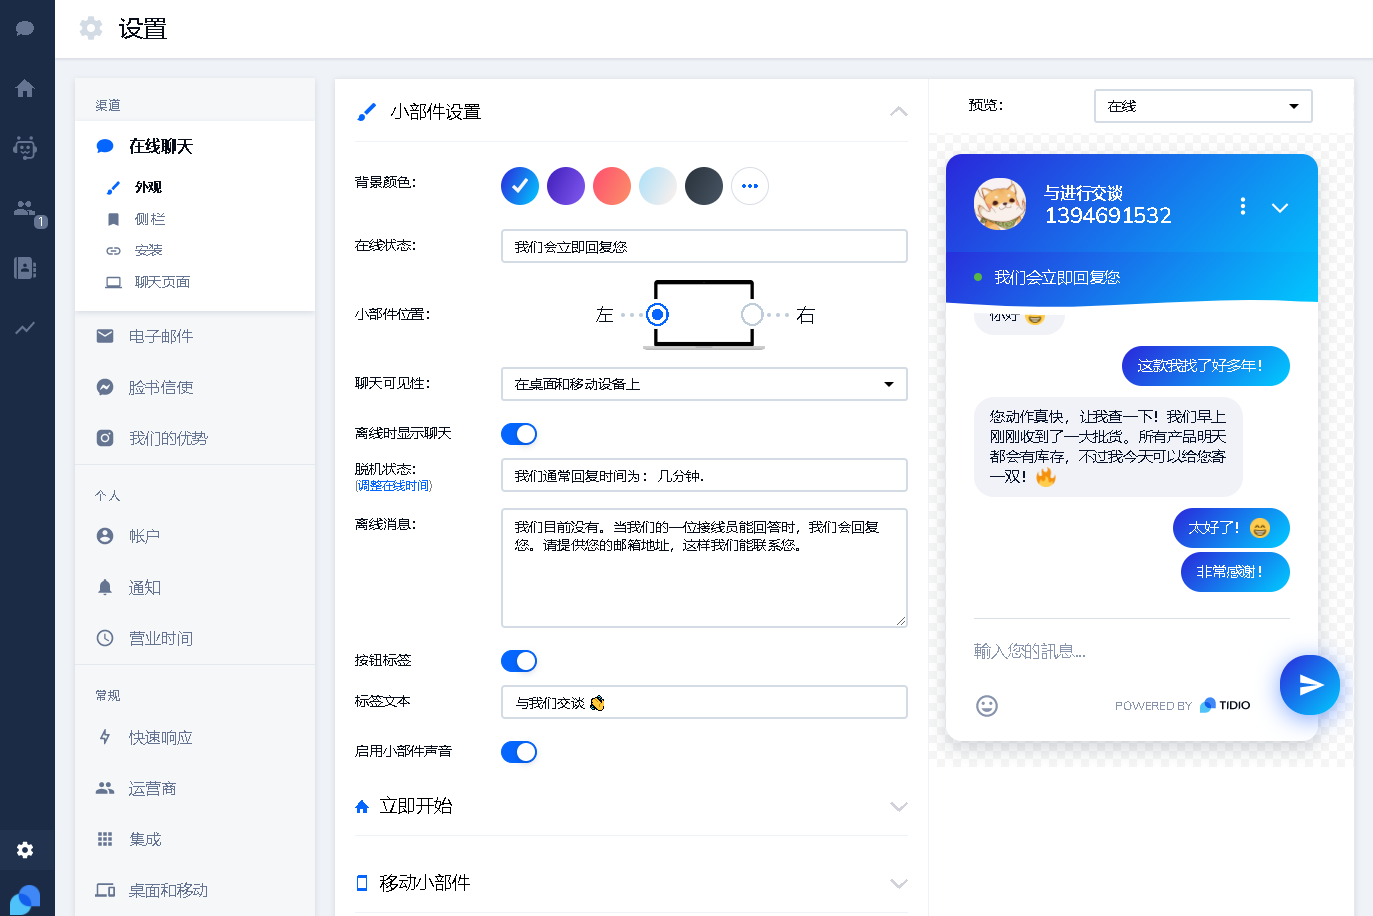 设置
1
渠道
在线聊天
外观
侧栏
安装
聊天页面
电子邮件
脸书信使
我们的优势
个人
帐户
通知
营业时间
常规
快速响应
运营商
集成
桌面和移动
小部件设置
背景颜色：
在线状态：
我们会立即回复您
小部件位置：
左
右
聊天可见性：
在桌面和移动设备上
离线时显示聊天
脱机状态：
(调整在线时间)
我们通常回复时间为： 几分钟.
离线消息：
我们目前没有。当我们的一位接线员能回答时，我们会回复
您。请提供您的邮箱地址，这样我们能联系您。
按钮标签
标签文本
与我们交谈 👋
启用小部件声音
立即开始
移动小部件
预览：
在线
与进行交谈
1394691532
我们会立即回复您
你好 😄
这款我找了好多年！
您动作真快，让我查一下！我们早上
刚刚收到了一大批货。所有产品明天
都会有库存，不过我今天可以给您寄
一双！🔥
太好了！😄
非常感谢！
輸入您的訊息...
POWERED BY TIDIO